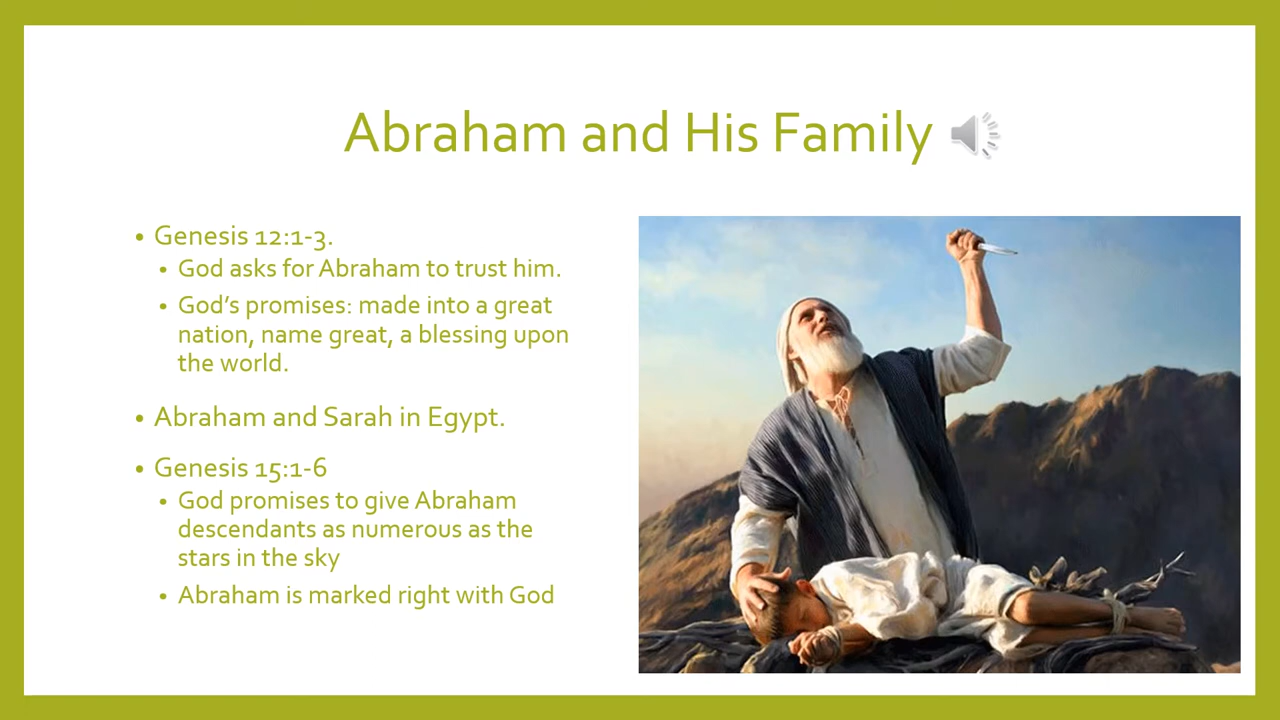 Abraham and His Family
• Genesis 12:1-3.
• God asks for Abraham to trust him.
• God’s promises: made into a great
nation, name great, a blessing upon
the world.
• Abraham and Sarah in Egypt.
• Genesis 15:1-6
• God promises to give Abraham
descendants as numerous as the
stars in the sky
• Abraham is marked right with God